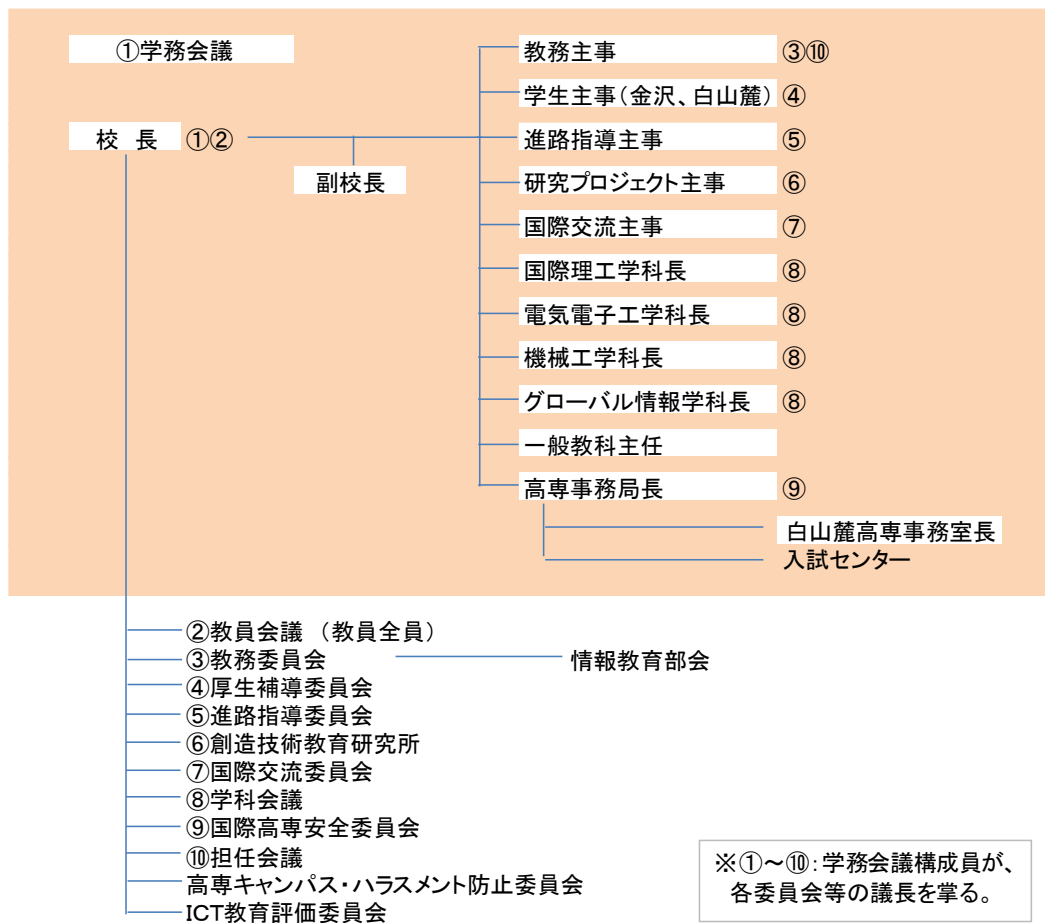 ①学務会議
教務主事 ③⑩
学生主事(金沢、白山麓) ④
校 長 ①②
進路指導主事 ⑤
副校長
研究プロジェクト主事 ⑥
国際交流主事 ⑦
国際理工学科長 ⑧
電気電子工学科長 ⑧
機械工学科長 ⑧
グローバル情報学科長 ⑧
一般教科主任
高専事務局長 ⑨
白山麓高専事務室長
入試センター
②教員会議 (教員全員)
③教務委員会 情報教育部会
④厚生補導委員会
⑤進路指導委員会
⑥創造技術教育研究所
⑦国際交流委員会
⑧学科会議
⑨国際高専安全委員会
⑩担任会議
高専キャンパス・ハラスメント防止委員会
ICT教育評価委員会
※①~⑩:学務会議構成員が、
各委員会等の議長を掌る。